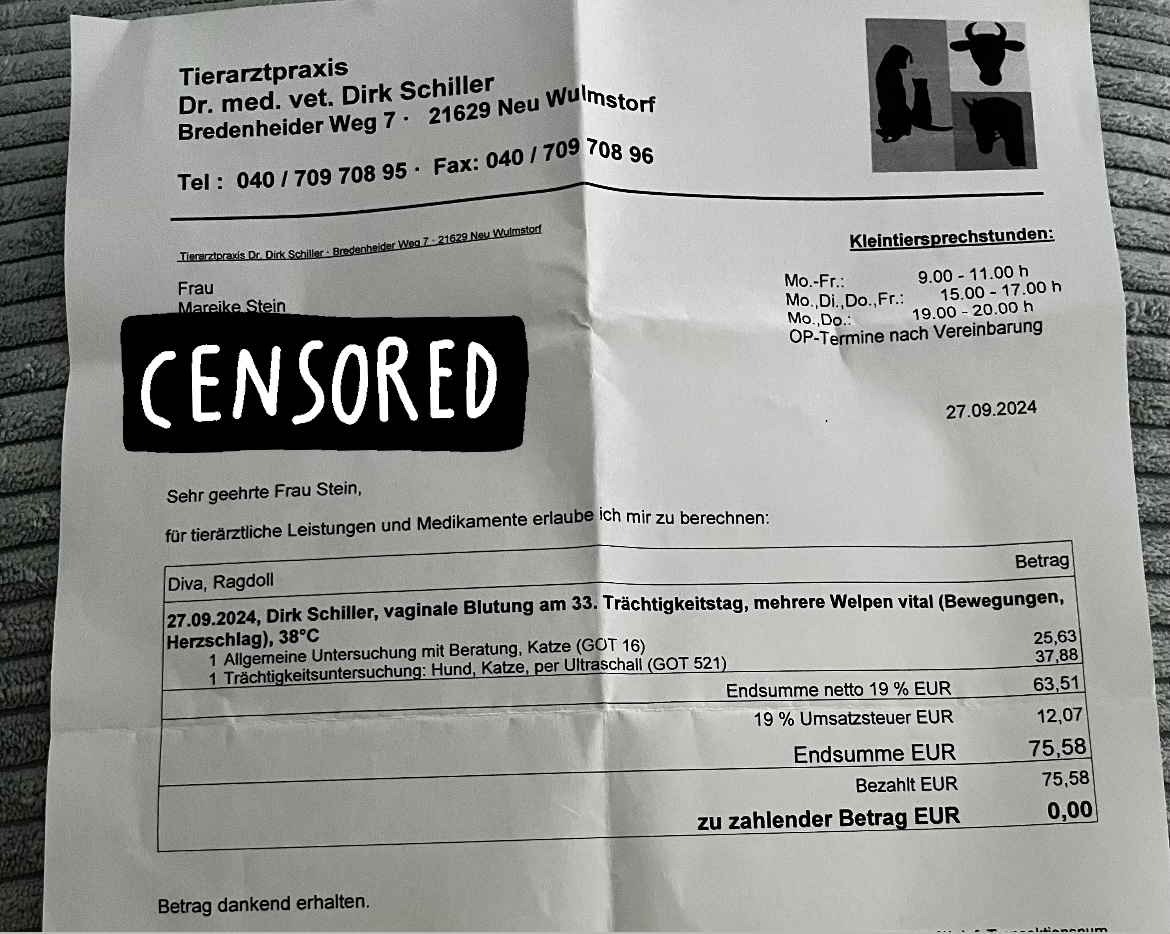 Tierarztpraxis
Dr. med. vet. Dirk Schiller
Bredenheider Weg 7 · 21629 Neu Wulmstorf
Tel : 040 / 709 708 95 · Fax: 040 / 709 708 96
Tierarztpraxis Dr. Dirk Schiller · Bredenheider Weg 7 · 21629 Neu Wulmstorf
Frau
Mareike Stein
CENSORED
Kleintiersprechstunden:
Mo.-Fr.: 9.00 - 11.00 h
Mo.,Di.,Do.,Fr.: 15.00 - 17.00 h
Mo.,Do.: 19.00 - 20.00 h
OP-Termine nach Vereinbarung
27.09.2024
Sehr geehrte Frau Stein,
für tierärztliche Leistungen und Medikamente erlaube ich mir zu berechnen:
Diva, Ragdoll Betrag
27.09.2024, Dirk Schiller, vaginale Blutung am 33. Trächtigkeitstag, mehrere Welpen vital (Bewegungen,
Herzschlag), 38°C
1 Allgemeine Untersuchung mit Beratung, Katze (GOT 16) 25,63
1 Trächtigkeitsuntersuchung: Hund, Katze, per Ultraschall (GOT 521) 37,88
Endsumme netto 19 % EUR 63,51
19 % Umsatzsteuer EUR 12,07
Endsumme EUR 75,58
Bezahlt EUR 75,58
zu zahlender Betrag EUR 0,00
Betrag dankend erhalten.